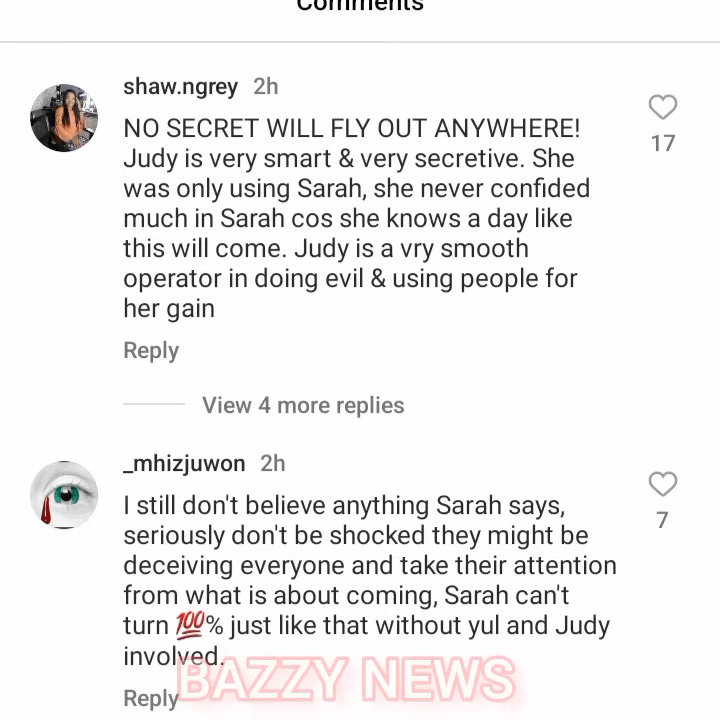 Comments
shaw.ngrey 2h
NO SECRET WILL FLY OUT ANYWHERE!
17
Judy is very smart & very secretive. She
was only using Sarah, she never confided
much in Sarah cos she knows a day like
this will come. Judy is a vry smooth
operator in doing evil & using people for
her gain
Reply
View 4 more replies
_mhizjuwon 2h
I still don't believe anything Sarah says,
7
seriously don't be shocked they might be
deceiving everyone and take their attention
from what is about coming, Sarah can't
turn 💯% just like that without yul and Judy
involved.
BAZZY NEWS
Reply